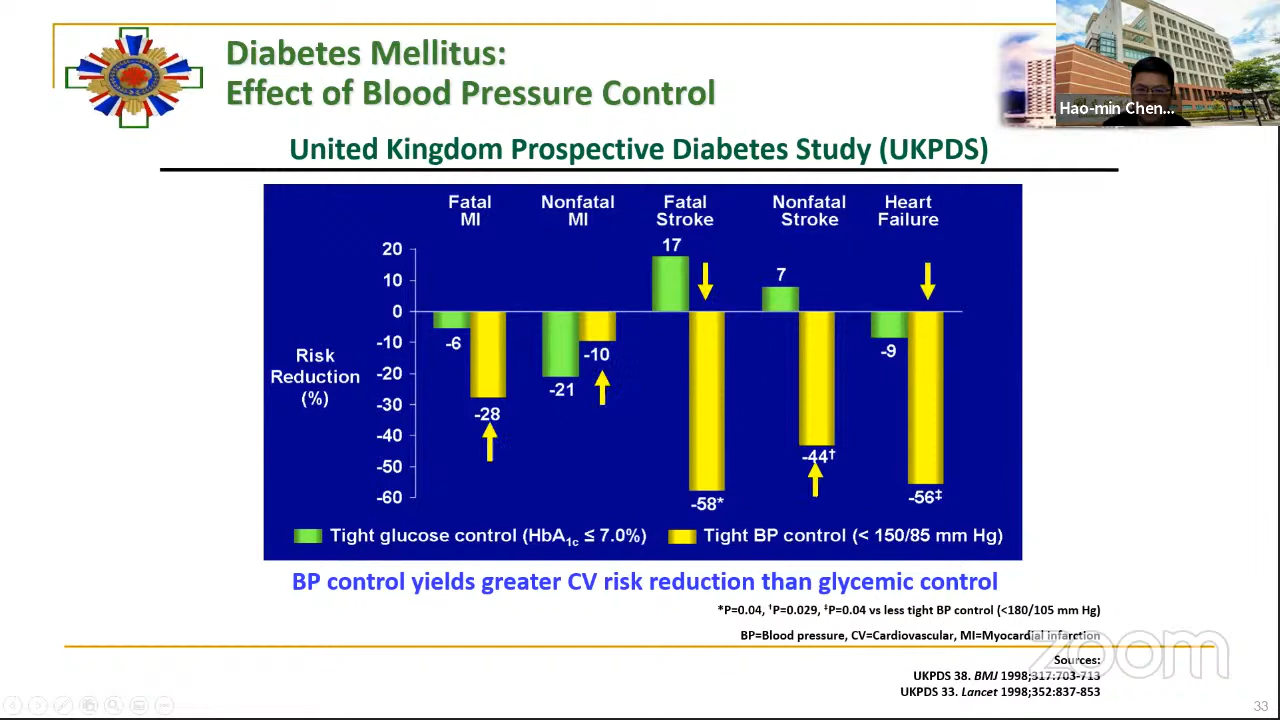 Diabetes Mellitus:
Effect of Blood Pressure Control
Hao-min Chen...
United Kingdom Prospective Diabetes Study (UKPDS)
Fatal MI
Nonfatal MI
Fatal Stroke
Nonfatal Stroke
Heart Failure
20
10
0
-10
-20
-30
-40
-50
-60
Risk
Reduction
(%)
-6
-28
-21
-10
17
-58*
7
-44†
-9
-56‡
Tight glucose control (HbA1c ≤ 7.0%)
Tight BP control (< 150/85 mm Hg)
BP control yields greater CV risk reduction than glycemic control
*P=0.04, †P=0.029, ‡P=0.04 vs less tight BP control (<180/105 mm Hg)
BP=Blood pressure, CV=Cardiovascular, MI=Myocardial infarction
zoom
Sources:
UKPDS 38. BMJ 1998;317:703-713
UKPDS 33. Lancet 1998;352:837-853
33